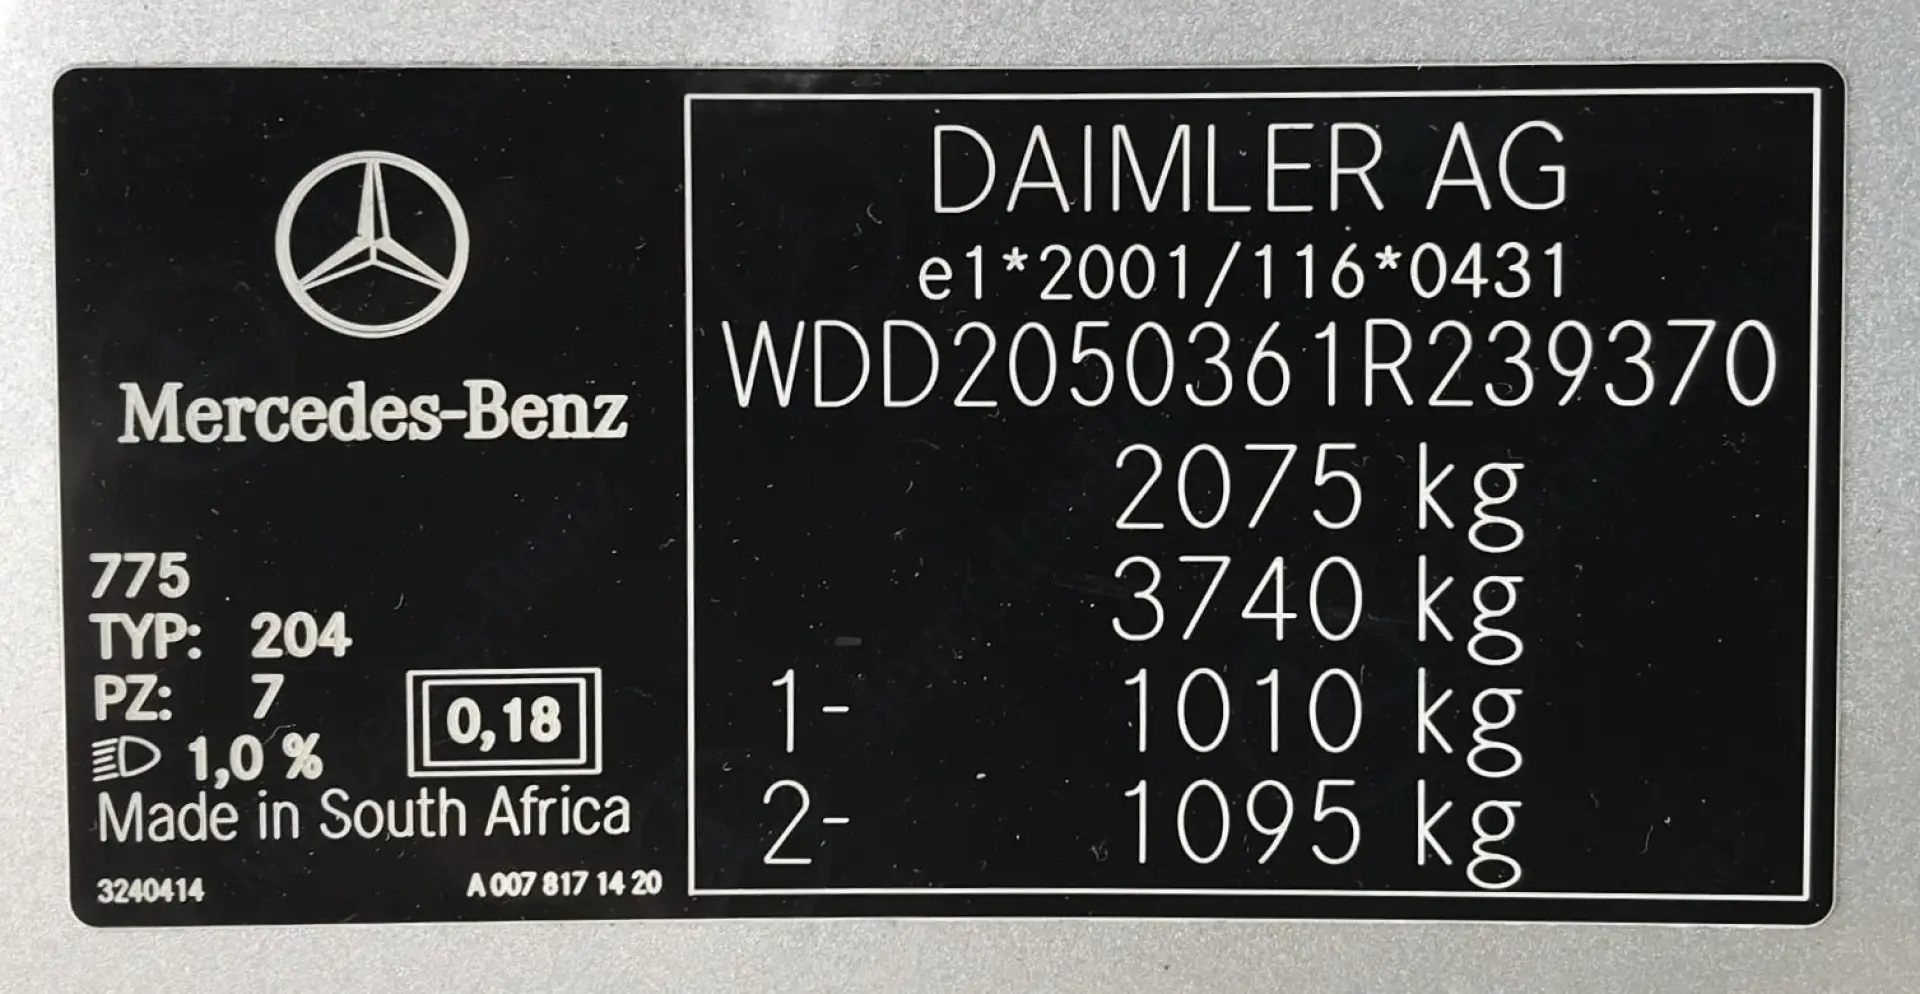 Mercedes-Benz
775
TYP: 204
PZ: 7
1,0 %
0,18
Made in South Africa
3240414
A 007 817 14 20
DAIMLER AG
e1*2001/116*0431
WDD2050361R239370
2075 kg
3740 kg
1- 1010 kg
2- 1095 kg